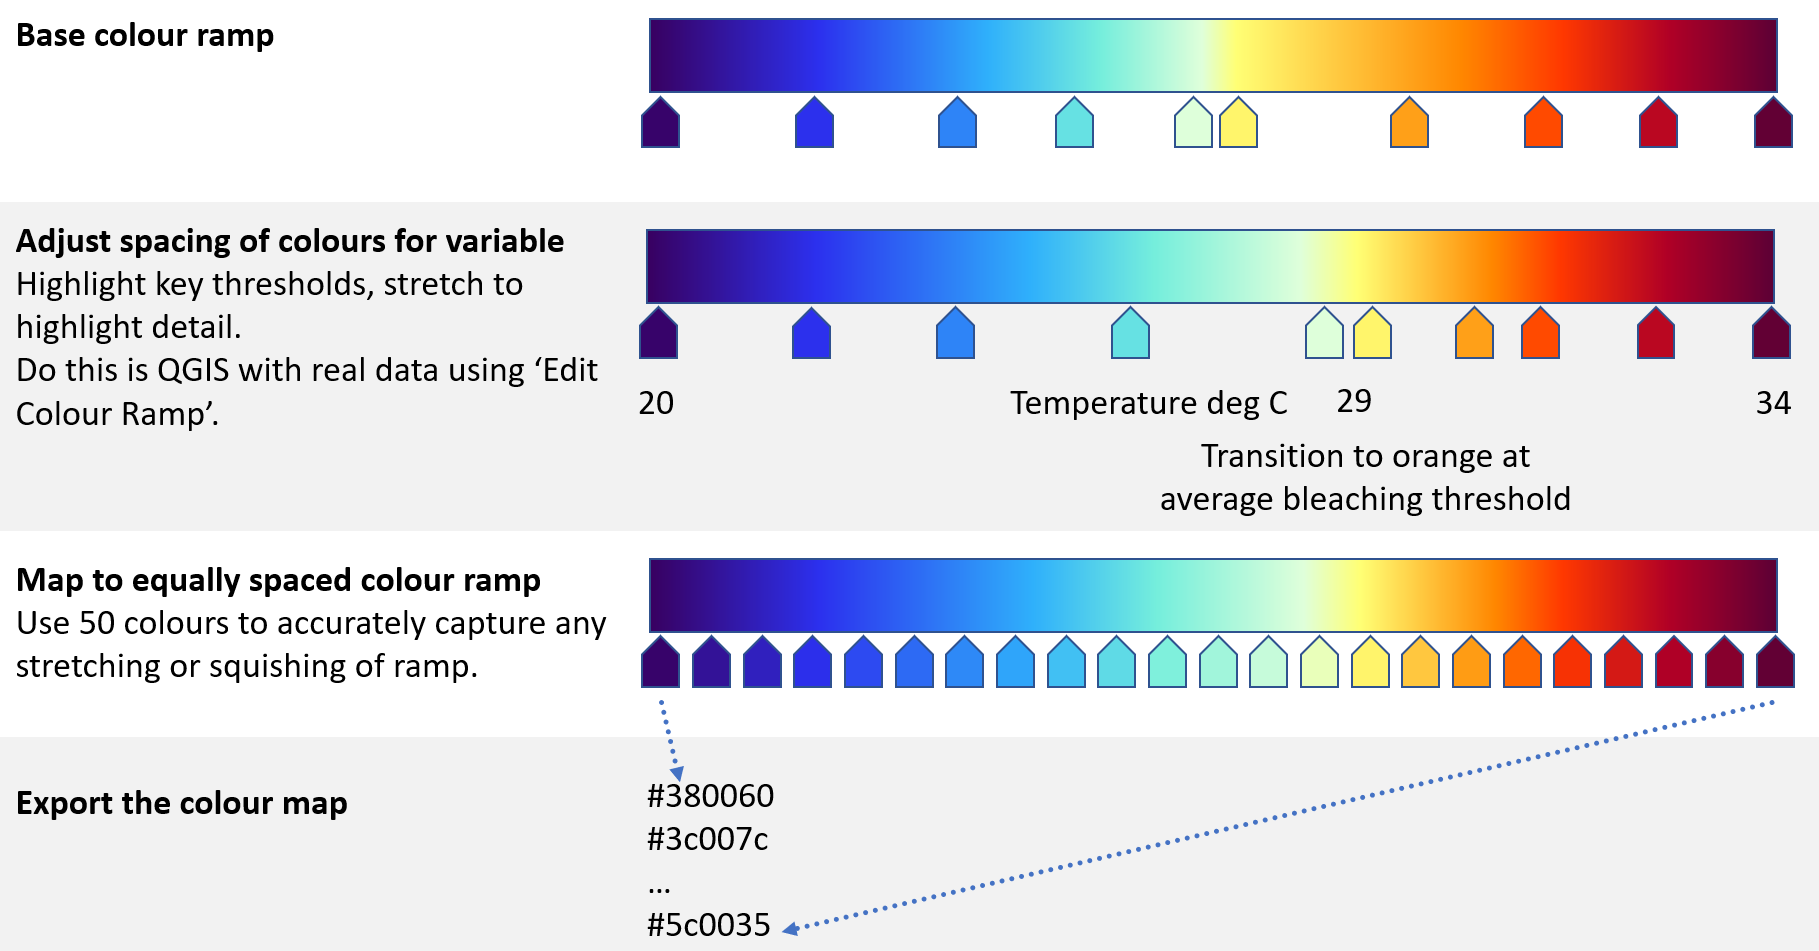 Base colour ramp
Adjust spacing of colours for variable
Highlight key thresholds, stretch to
highlight detail.
Do this is QGIS with real data using ‘Edit
Colour Ramp’.
20
Temperature deg C
29
34
Transition to orange at
average bleaching threshold
Map to equally spaced colour ramp
Use 50 colours to accurately capture any
stretching or squishing of ramp.
Export the colour map
#380060
#3c007c
...
#5c0035